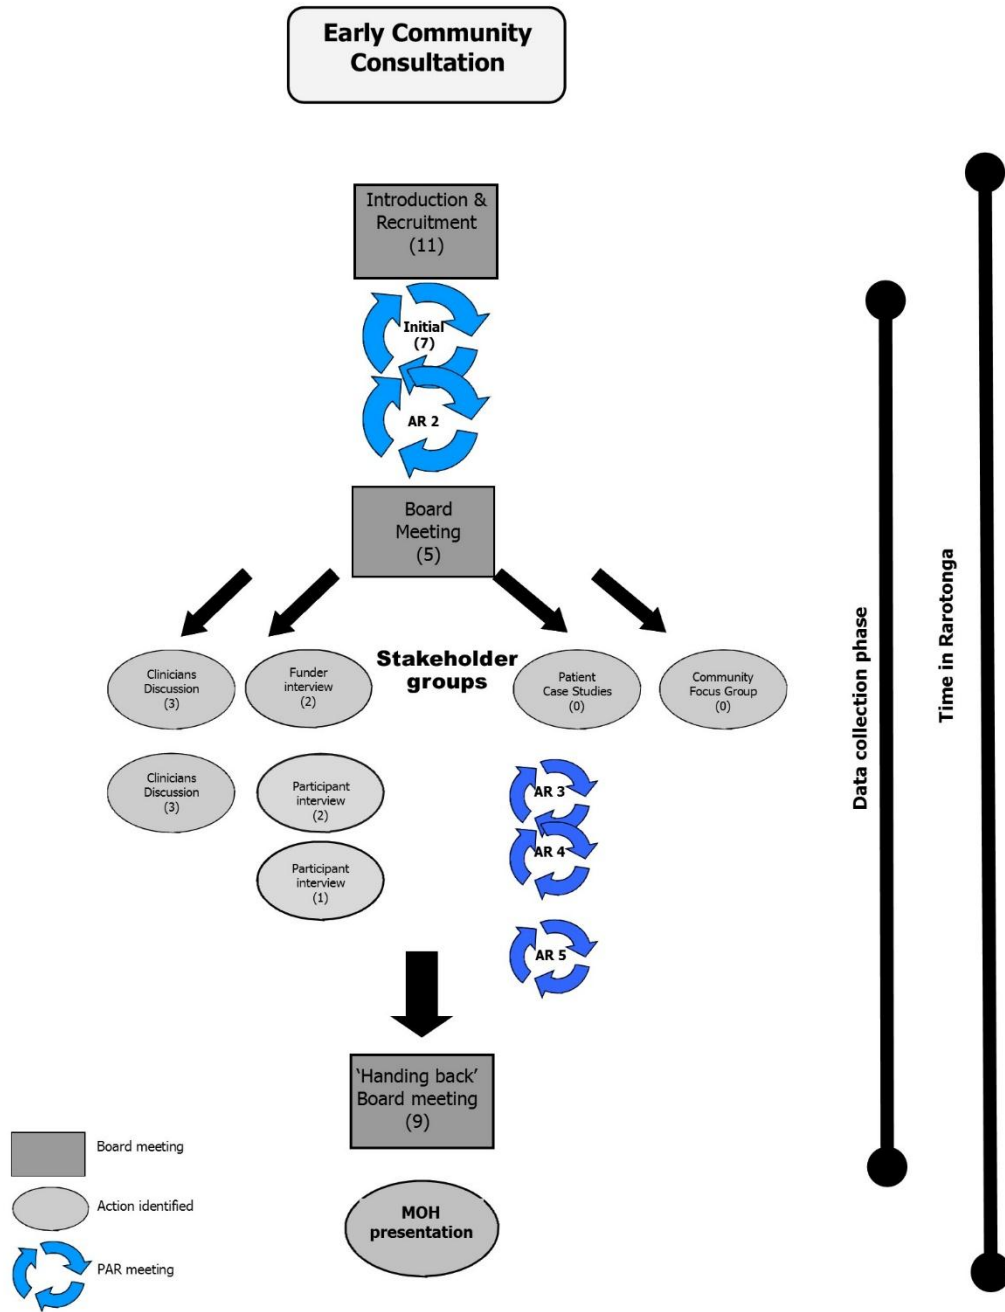 Early Community
Consultation
Introduction &
Recruitment
(11)
Initial
(7)
AR 2
Board
Meeting
(5)
Stakeholder
groups
Clinicians
Discussion
(3)
Funder
interview
(2)
Patient
Case Studies
(0)
Community
Focus Group
(0)
Clinicians
Discussion
(3)
Participant
interview
(2)
AR 3
AR 4
Participant
interview
(1)
AR 5
'Handing back'
Board meeting
(9)
MOH
presentation
Board meeting
Action identified
PAR meeting
Data collection phase
Time in Rarotonga